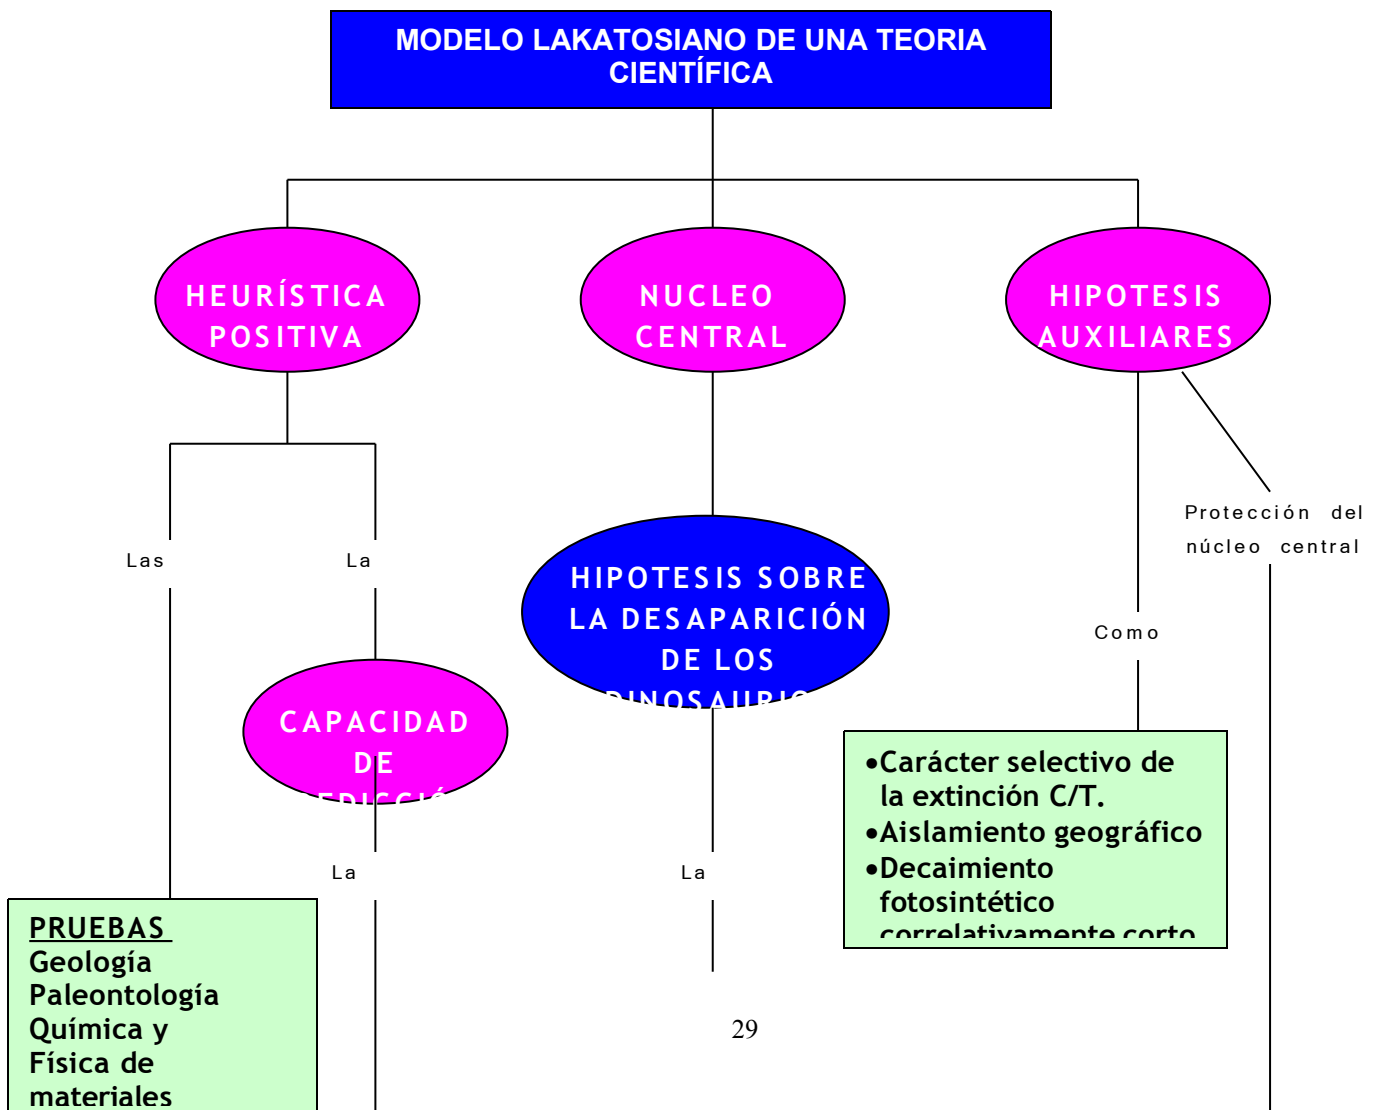 MODELO LAKATOSIANO DE UNA TEORIA
CIENTÍFICA
HEURÍSTICA
POSITIVA
NUCLEO
CENTRAL
HIPOTESIS
AUXILIARES
Protección del
núcleo central
Las
La
HIPOTESIS SOBRE
LA DESAPARICIÓN
DE LOS
Como
CAPACIDAD
DE
•Carácter selectivo de
la extinción C/T.
•Aislamiento geográfico
•Decaimiento
fotosintético
correlativamente corto
La
La
PRUEBAS
Geología
Paleontología
Química y
Física de
materiales
29